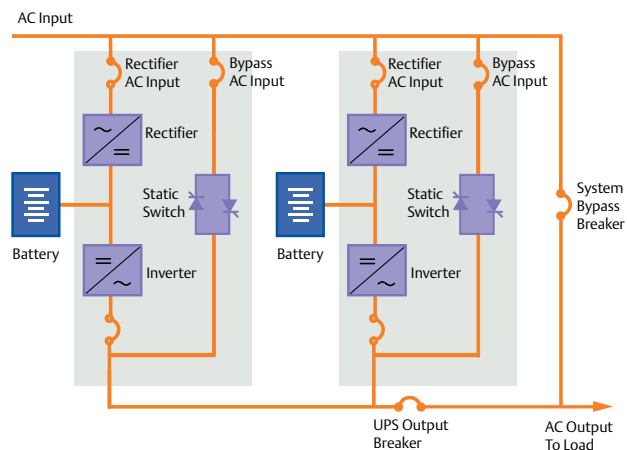 AC Input
Rectifier
AC Input
Bypass
AC Input
Rectifier
AC Input
Bypass
AC Input
Rectifier
Rectifier
Static
Switch
Static
Switch
System
Bypass
Breaker
Battery
Inverter
Battery
Inverter
UPS Output
Breaker
AC Output
To Load